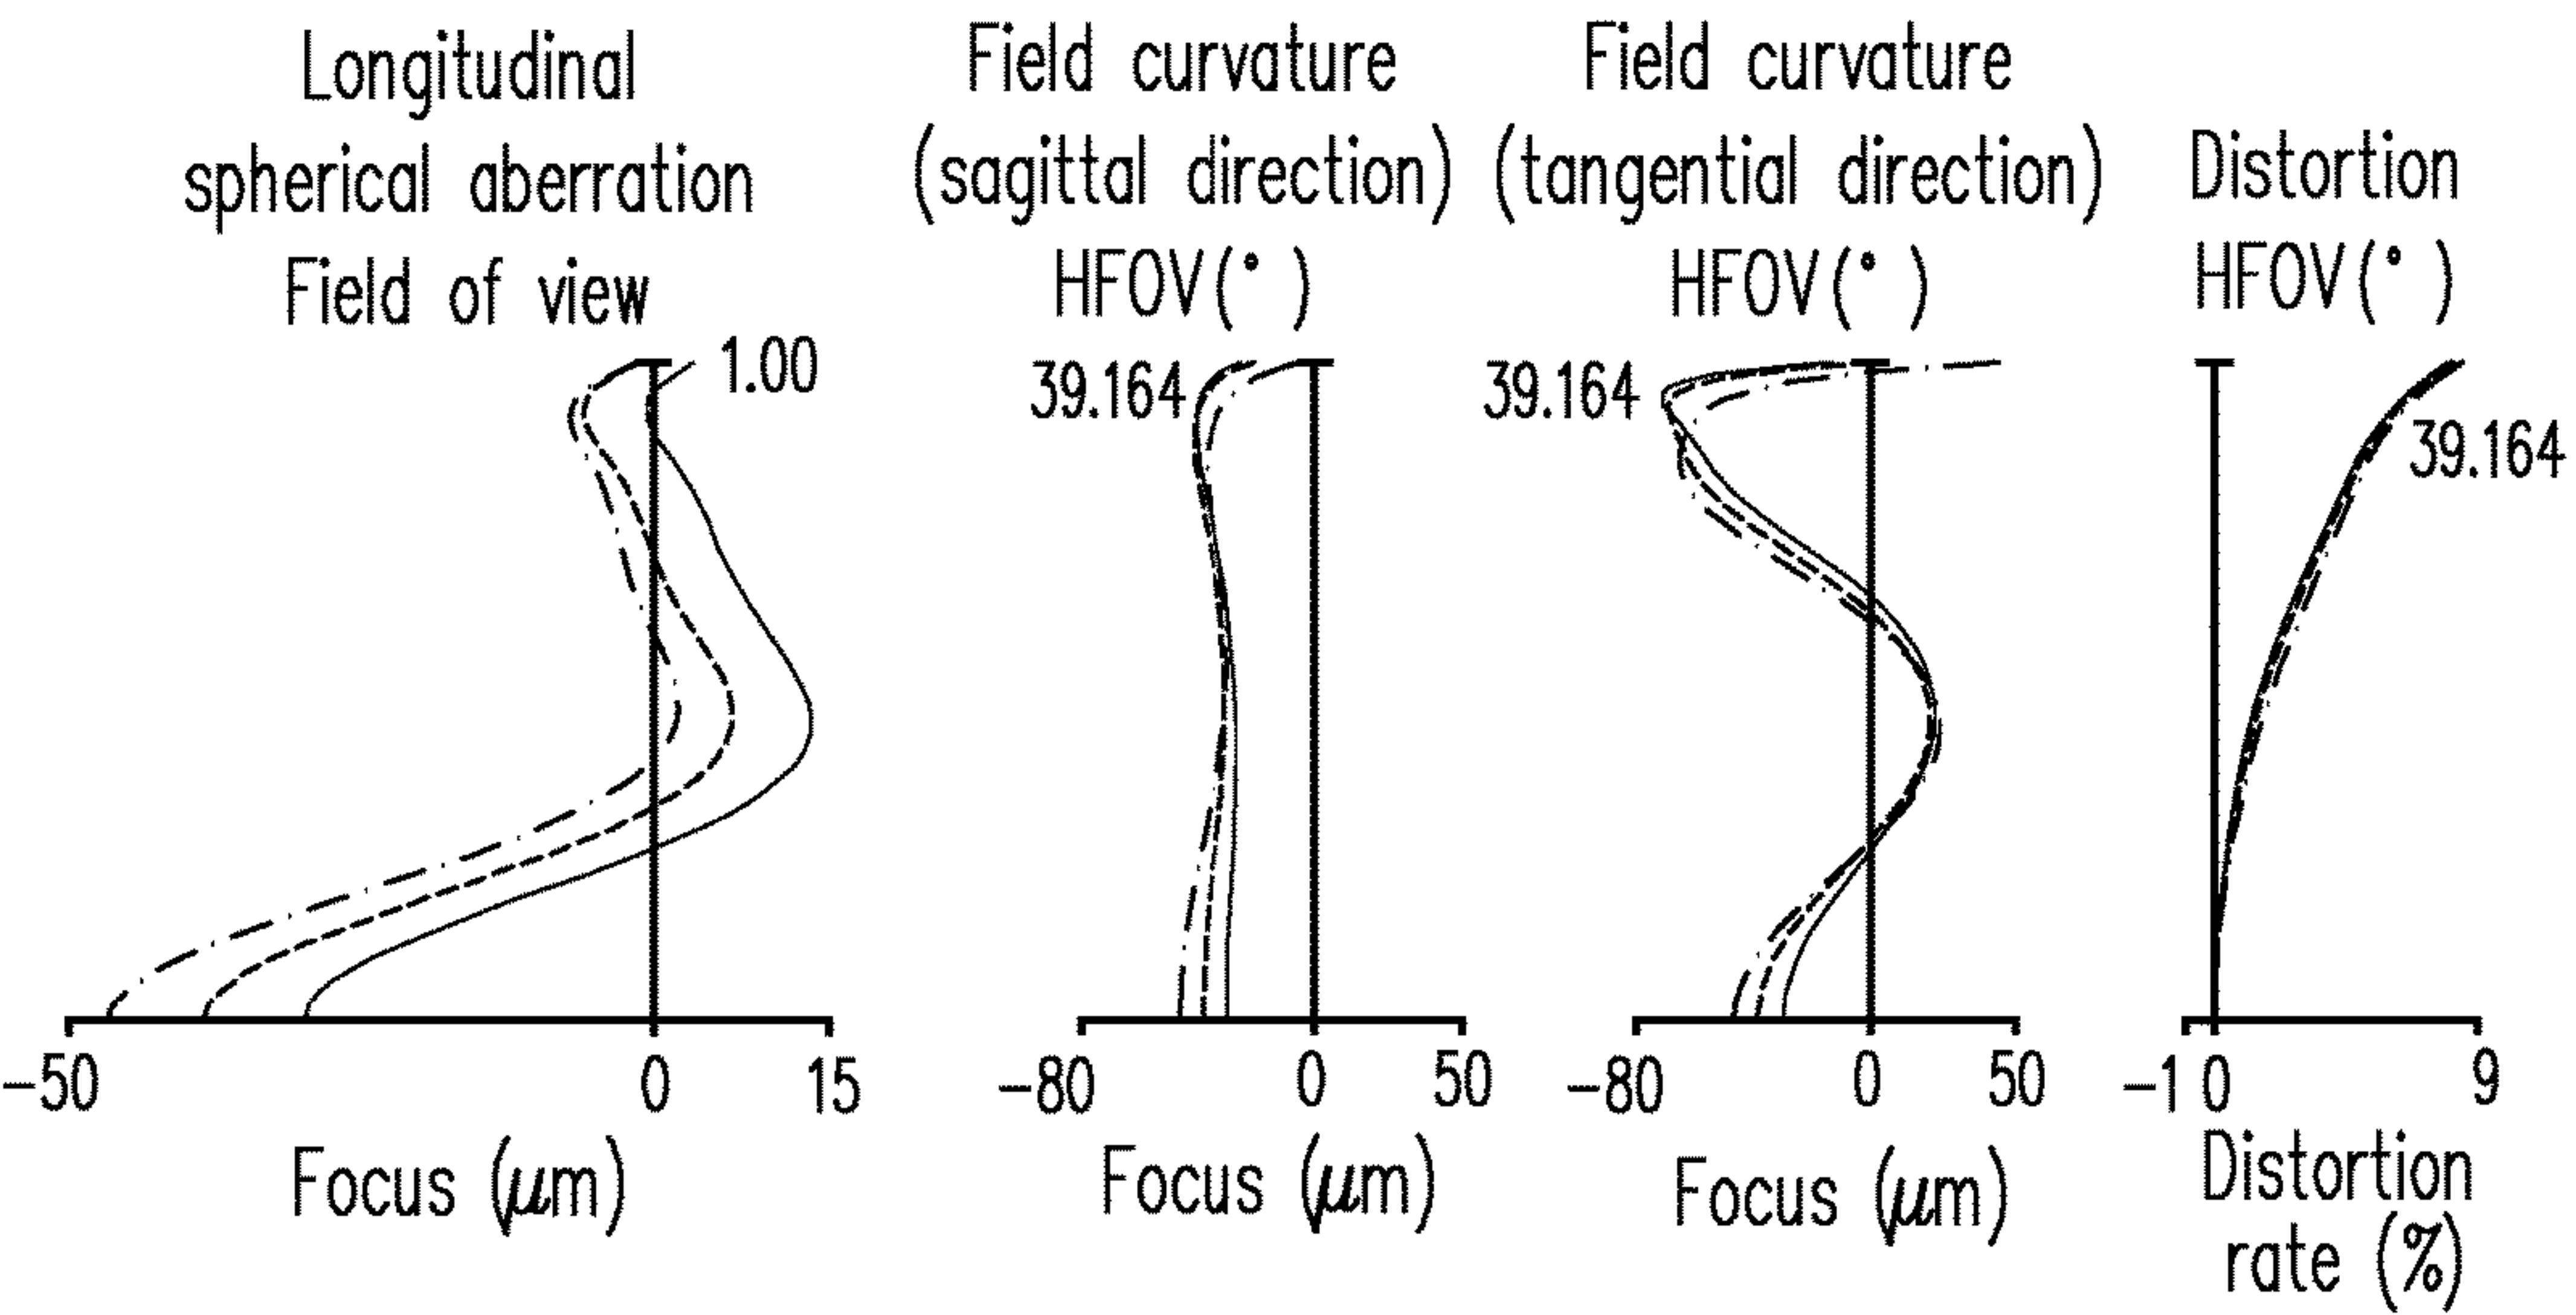 Longitudinal
spherical aberration
Field of view
1.00
-50 0 15
Focus (μm)
Field curvature
(sagittal direction)
HFOV(° )
39.164
-80 0 50
Focus (μm)
Field curvature
(tangential direction)
HFOV(° )
39.164
-80 0 50
Focus (μm)
Distortion
HFOV(° )
39.164
-1 0 9
Distortion
rate (%)